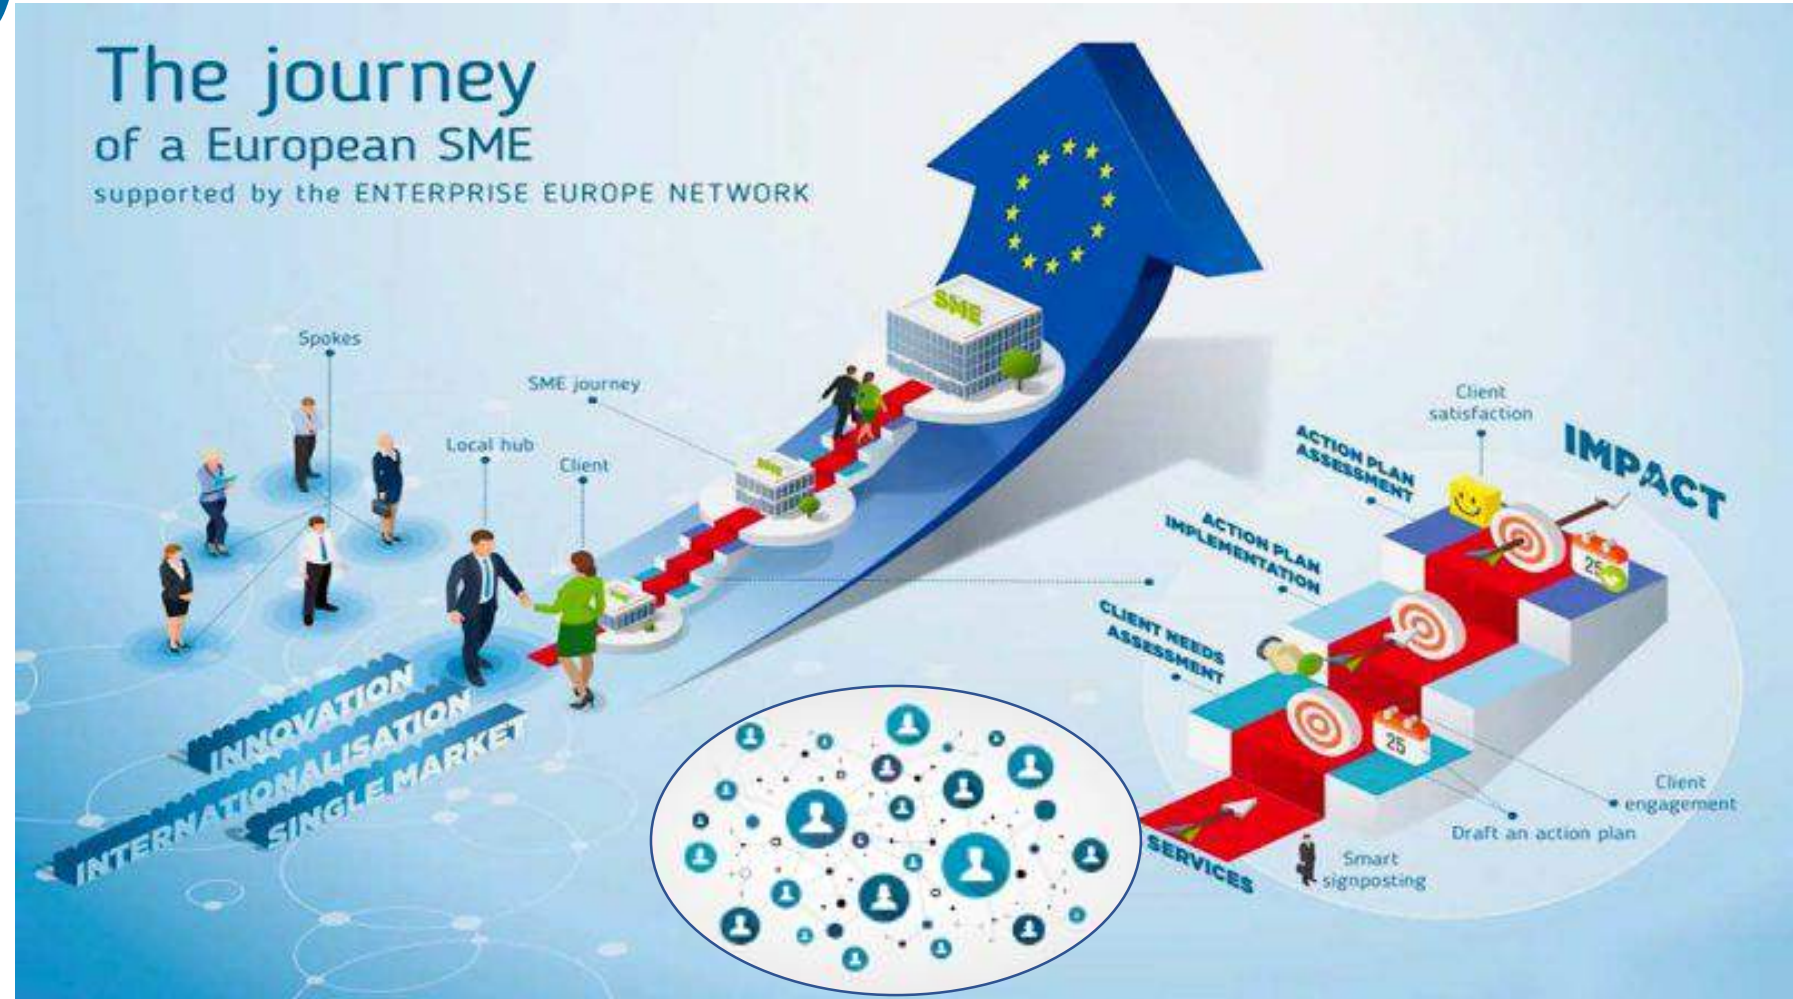 The journey
of a European SME
supported by the ENTERPRISE EUROPE NETWORK
Spokes
SME journey
Local hub
Client
SME
SME
SME
INNOVATION
INTERNATIONALISATION
SINGLE MARKET
Client
satisfaction
IMPACT
ACTION PLAN
ASSESSMENT
ACTION PLAN
IMPLEMENTATION
CLIENT NEEDS
ASSESSMENT
25
25
Client
engagement
Draft an action plan
Smart
signposting
SERVICES